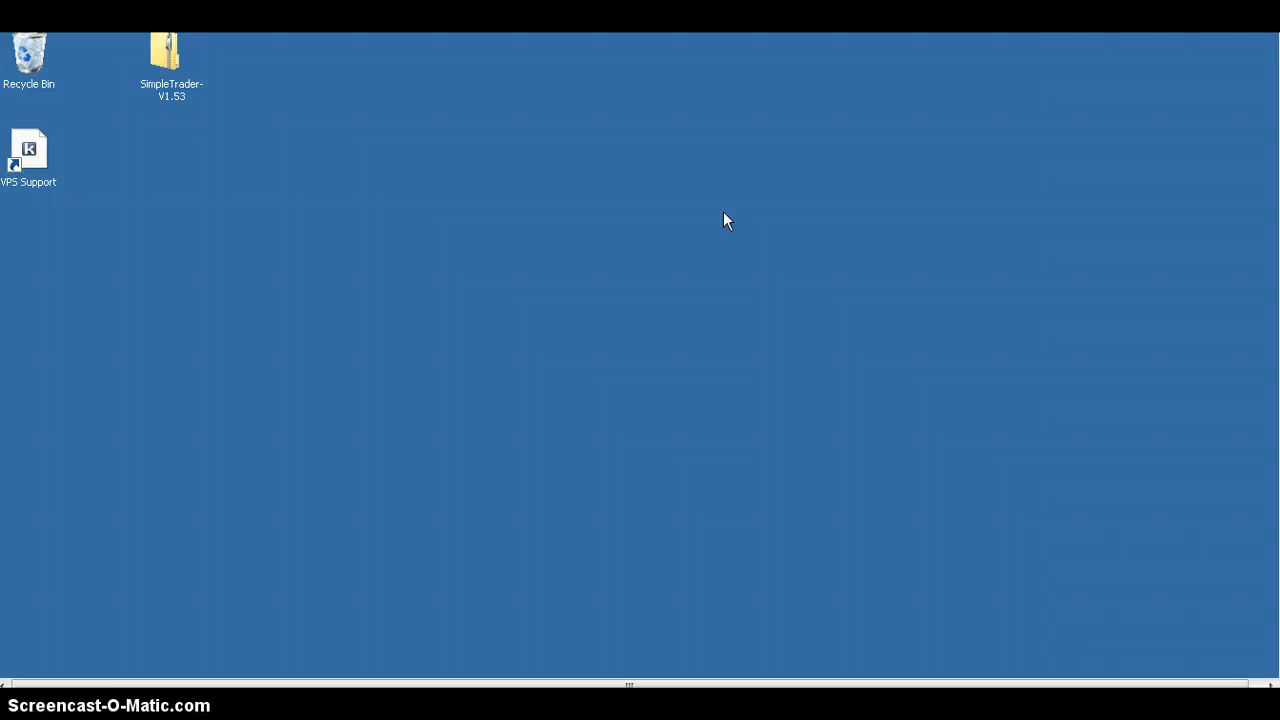 Recycle Bin
SimpleTrader-
V1.53
K
VPS Support
Screencast-O-Matic.com